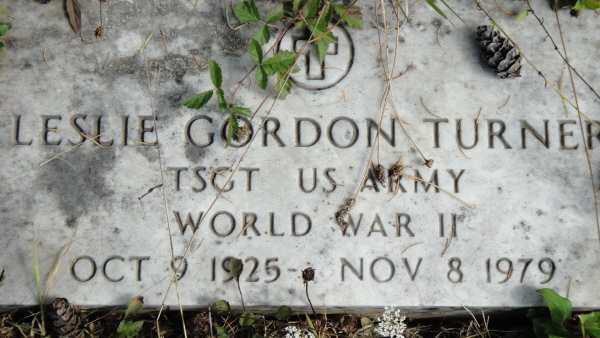 LESLIE GORDON TURNER
TSGT US ARMY
WORLD WAR II
OCT 9 1925 - NOV 8 1979